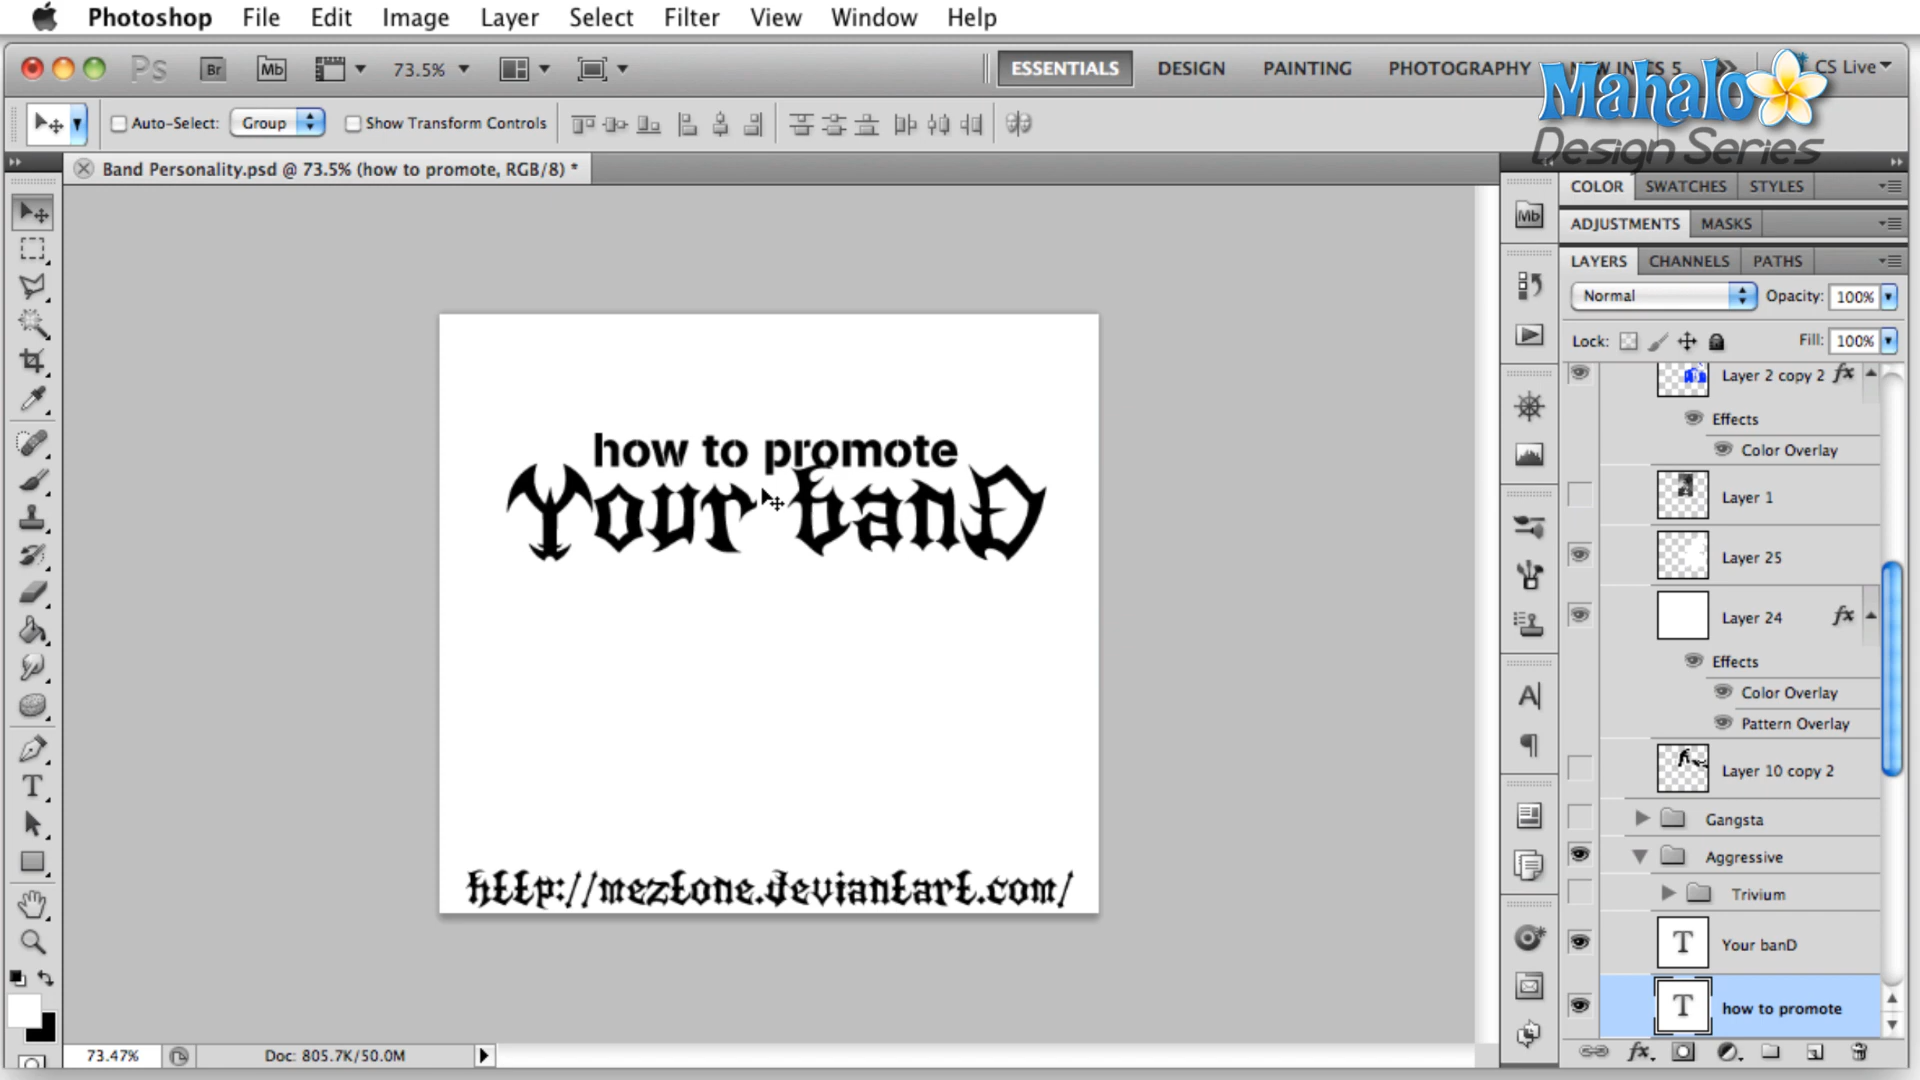 Photoshop File Edit Image Layer Select Filter View Window Help
Ps Br Mb 73.5% ESSENTIALS DESIGN PAINTING PHOTOGRAPHY CS Live
Mahalo
Design Series
Auto-Select: Group Show Transform Controls
Band Personality.psd @ 73.5% (how to promote, RGB/8) *
COLOR SWATCHES STYLES
Mb
ADJUSTMENTS MASKS
LAYERS CHANNELS PATHS
Normal Opacity: 100%
Lock: Fill: 100%
Layer 2 copy 2 fx
Effects
Color Overlay
Layer 1
Layer 25
Layer 24 fx
Effects
Color Overlay
Pattern Overlay
Layer 10 copy 2
Gangsta
Aggressive
Trivium
T Your banD
T how to promote
how to promote
Your banD
http://meztone.deviantart.com/
73.47% Doc: 805.7K/50.0M